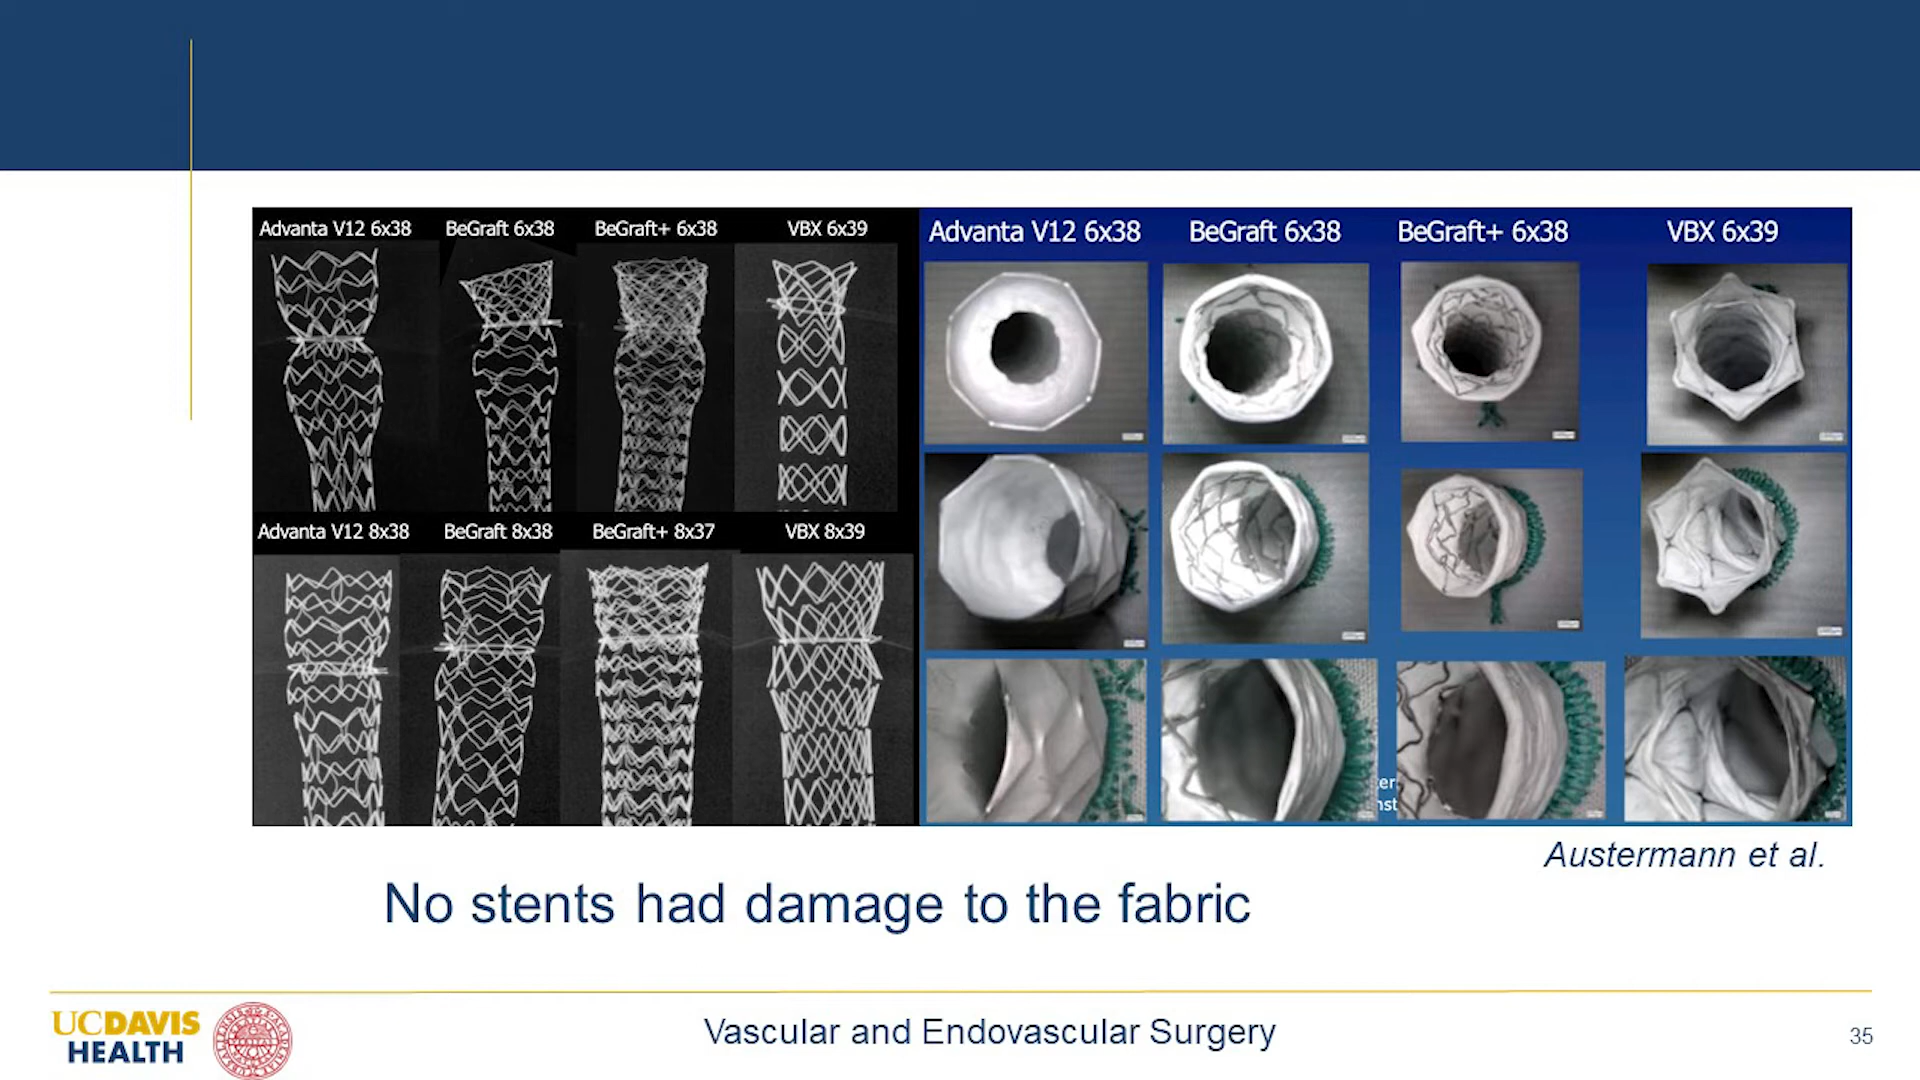 Advanta V12 6x38 BeGraft 6x38 BeGraft+ 6x38 VBX 6x39
Advanta V12 8x38 BeGraft 8x38 BeGraft+ 8x37 VBX 8x39
Advanta V12 6x38 BeGraft 6x38 BeGraft+ 6x38 VBX 6x39
Austermann et al.
No stents had damage to the fabric
UCDAVIS
HEALTH
Vascular and Endovascular Surgery
35